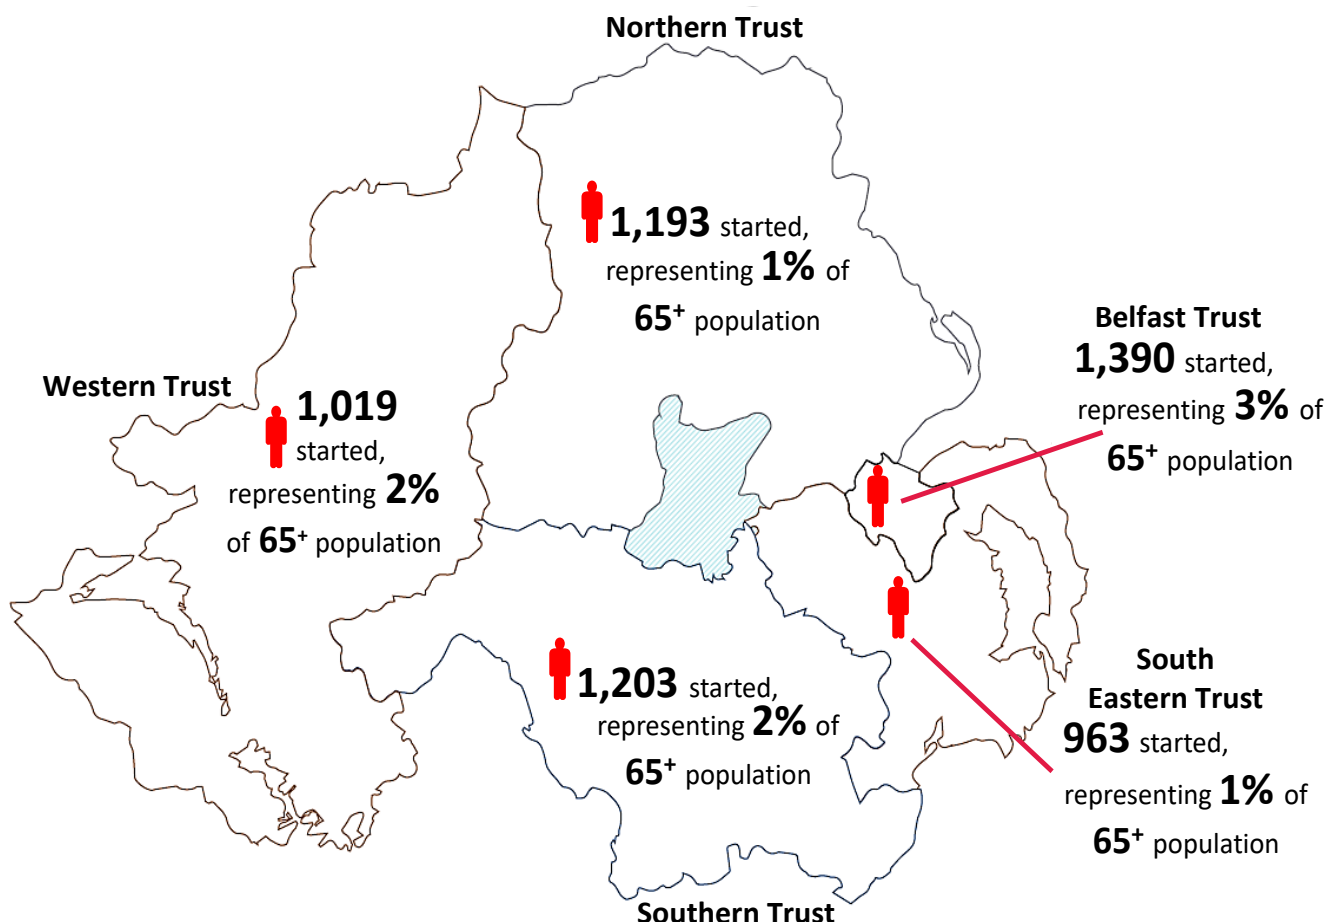 Northern Trust
1,193 started,
representing 1% of
65+ population
Belfast Trust
1,390 started,
representing 3% of
65+ population
Western Trust
1,019
started,
representing 2%
of 65+ population
1,203 started,
representing 2% of
65+ population
South
Eastern Trust
963 started,
representing 1% of
65+ population
Southern Trust